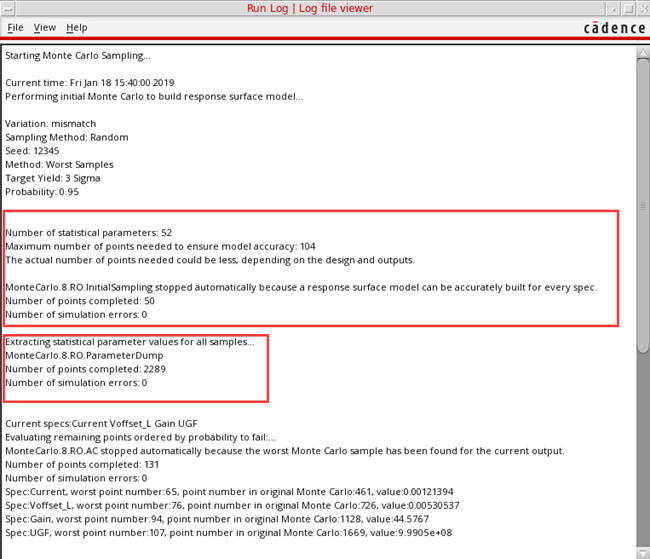 Run Log | Log file viewer
File View Help
cādence
Starting Monte Carlo Sampling...
Current time: Fri Jan 18 15:40:00 2019
Performing initial Monte Carlo to build response surface model...
Variation: mismatch
Sampling Method: Random
Seed: 12345
Method: Worst Samples
Target Yield: 3 Sigma
Probability: 0.95
Number of statistical parameters: 52
Maximum number of points needed to ensure model accuracy: 104
The actual number of points needed could be less, depending on the design and outputs.
MonteCarlo.8.RO.InitialSampling stopped automatically because a response surface model can be accurately built for every spec.
Number of points completed: 50
Number of simulation errors: 0
Extracting statistical parameter values for all samples...
MonteCarlo.8.RO.ParameterDump
Number of points completed: 2289
Number of simulation errors: 0
Current specs:Current Voffset_L Gain UGF
Evaluating remaining points ordered by probability to fail:...
MonteCarlo.8.RO.AC stopped automatically because the worst Monte Carlo sample has been found for the current output.
Number of points completed: 131
Number of simulation errors: 0
Spec:Current, worst point number:65, point number in original Monte Carlo:461, value:0.00121394
Spec:Voffset_L, worst point number:76, point number in original Monte Carlo:726, value:0.00530537
Spec:Gain, worst point number:94, point number in original Monte Carlo:1128, value:44.5767
Spec:UGF, worst point number:107, point number in original Monte Carlo:1669, value:9.9905e+08